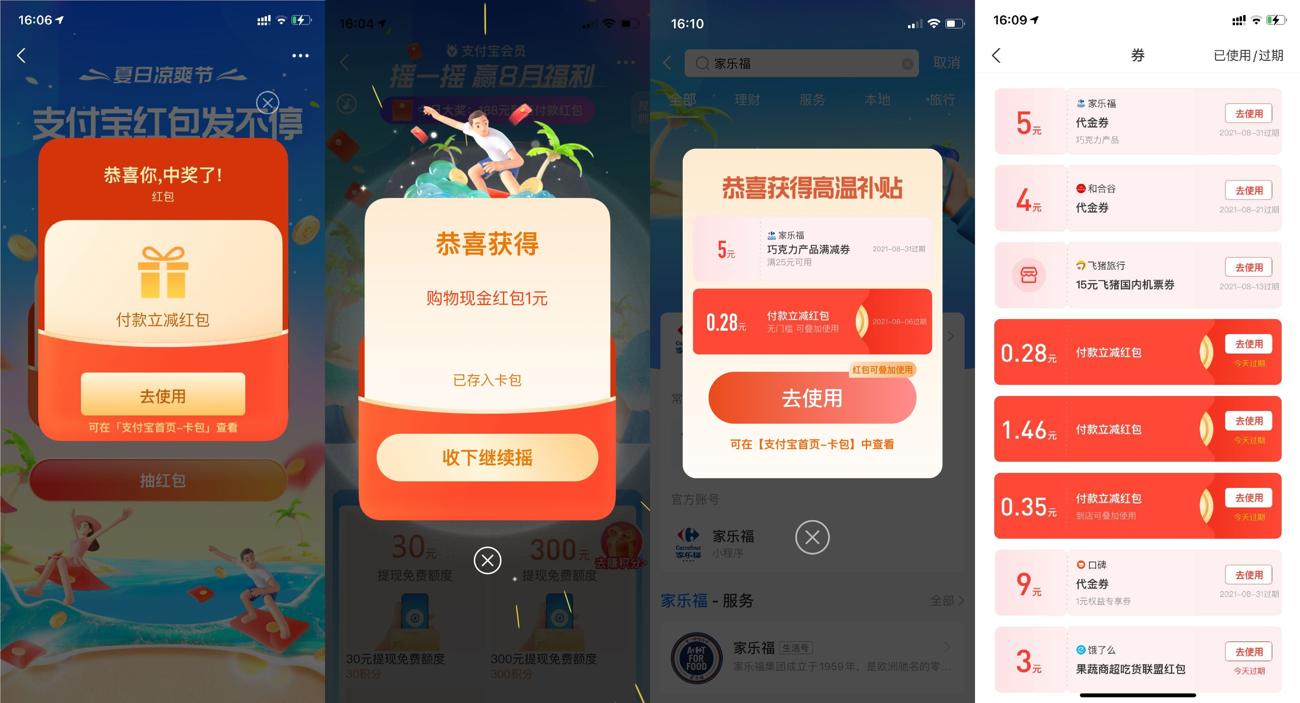 16:06
夏日凉爽节
支付宝红包发不停
恭喜你,中奖了!
红包
付款立减红包
去使用
可在「支付宝首页-卡包」查看
抽红包
16:04
支付宝会员
摇一摇 赢8月福利
恭喜获得
购物现金红包1元
已存入卡包
收下继续摇
30元
提现免费额度
300元
提现免费额度
去赚积分>
30元提现免费额度
30积分
300元提现免费额度
300积分
16:10
家乐福
取消
全部
理财
服务
本地
旅行
恭喜获得高温补贴
5元
家乐福
巧克力产品满减券
满25元可用
2021-08-31过期
0.28元
付款立减红包
无门槛 可叠加使用
2021-08-06过期
红包可叠加使用
去使用
可在【支付宝首页-卡包】中查看
官方账号
Carrefour
家乐福
家乐福
小程序
家乐福 - 服务
全部
ACT
FOR
FOOD
家乐福
生活号
家乐福集团成立于1959年，是欧洲驰名的零...
16:09
券
已使用/过期
5元
家乐福
代金券
巧克力产品
去使用
2021-08-31过期
4元
和合谷
代金券
去使用
2021-08-21过期
飞猪旅行
15元飞猪国内机票券
去使用
2021-08-13过期
0.28元
付款立减红包
去使用
今天过期
1.46元
付款立减红包
去使用
今天过期
0.35元
付款立减红包
到店可叠加使用
去使用
今天过期
9元
口碑
代金券
1元权益专享券
去使用
2021-08-31过期
3元
饿了么
果蔬商超吃货联盟红包
去使用
今天过期